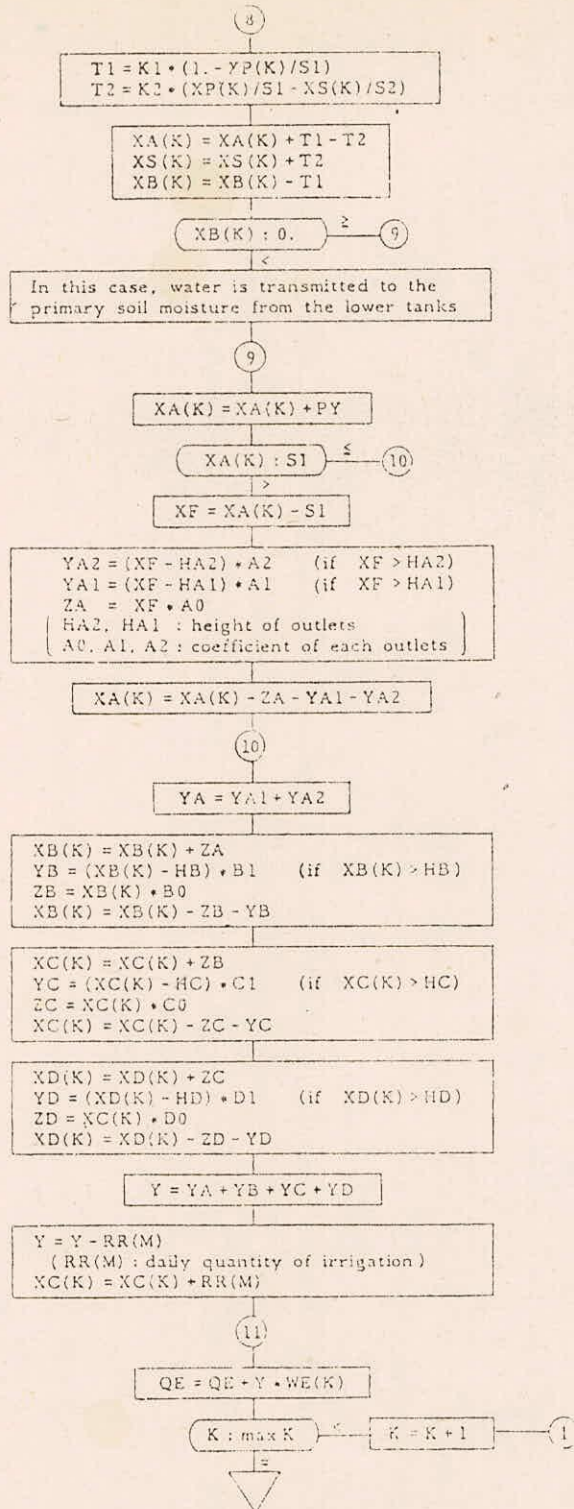 8
T1 = K1 * (1. - XP(K)/S1)
T2 = K2 * (XP(K)/S1 - XS(K)/S2)
XA(K) = XA(K) + T1 - T2
XS(K) = XS(K) + T2
XB(K) = XB(K) - T1
XB(K) : 0. ≥ 9
<
In this case, water is transmitted to the
primary soil moisture from the lower tanks
9
XA(K) = XA(K) + PY
XA(K) : S1 ≤ 10
>
XF = XA(K) - S1
YA2 = (XF - HA2) * A2 (if XF > HA2)
YA1 = (XF - HA1) * A1 (if XF > HA1)
ZA = XF * A0
( HA2, HA1 : height of outlets
A0, A1, A2 : coefficient of each outlets )
XA(K) = XA(K) - ZA - YA1 - YA2
10
YA = YA1 + YA2
XB(K) = XB(K) + ZA
YB = (XB(K) - HB) * B1 (if XB(K) > HB)
ZB = XB(K) * B0
XB(K) = XB(K) - ZB - YB
XC(K) = XC(K) + ZB
YC = (XC(K) - HC) * C1 (if XC(K) > HC)
ZC = XC(K) * C0
XC(K) = XC(K) - ZC - YC
XD(K) = XD(K) + ZC
YD = (XD(K) - HD) * D1 (if XD(K) > HD)
ZD = XC(K) * D0
XD(K) = XD(K) - ZD - YD
Y = YA + YB + YC + YD
Y = Y - RR(M)
( RR(M) : daily quantity of irrigation )
XC(K) = XC(K) + RR(M)
11
QE = QE + Y * WE(K)
K : max K < K = K + 1 1
=